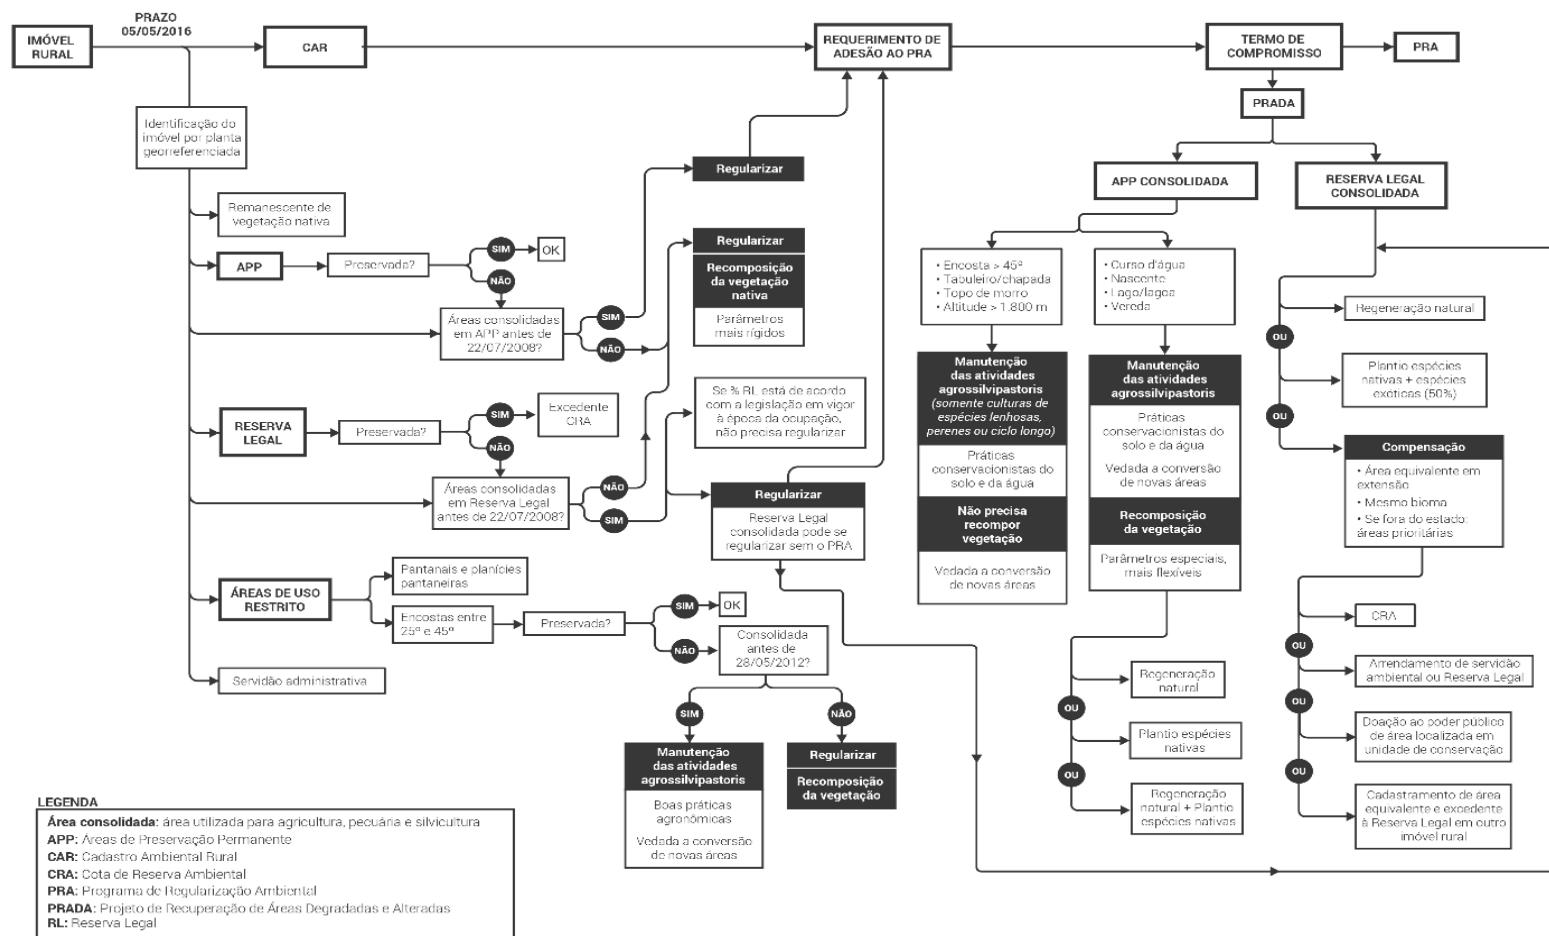 IMÓVEL
RURAL
PRAZO
05/05/2016
CAR
REQUERIMENTO DE
ADESÃO AO PRA
TERMO DE
COMPROMISSO
PRA
PRADA
Identificação do
imóvel por planta
georreferenciada
Remanescente de
vegetação nativa
APP
Preservada?
SIM
OK
NÃO
Áreas consolidadas
em APP antes de
22/07/2008?
SIM
NÃO
Regularizar
Regularizar
Recomposição
da vegetação
nativa
Parâmetros
mais rígidos
RESERVA
LEGAL
Preservada?
SIM
Excedente
CRA
NÃO
Áreas consolidadas
em Reserva Legal
antes de 22/07/2008?
NÃO
SIM
Se % RL está de acordo
com a legislação em vigor
à época da ocupação,
não precisa regularizar
Regularizar
Reserva Legal
consolidada pode se
regularizar sem o PRA
ÁREAS DE USO
RESTRITO
Pantanais e planícies
pantaneiras
Encostas entre
25º e 45º
Preservada?
SIM
OK
NÃO
Consolidada
antes de
28/05/2012?
SIM
NÃO
Manutenção
das atividades
agrossilvipastoris
Boas práticas
agronômicas
Vedada a conversão
de novas áreas
Regularizar
Recomposição
da vegetação
Servidão administrativa
APP CONSOLIDADA
• Encosta > 45º
• Tabuleiro/chapada
• Topo de morro
• Altitude > 1.800 m
Manutenção
das atividades
agrossilvipastoris
(somente culturas de
espécies lenhosas,
perenes ou ciclo longo)
Práticas
conservacionistas do
solo e da água
Não precisa
recompor
vegetação
Vedada a conversão
de novas áreas
• Curso d'água
• Nascente
• Lago/lagoa
• Vereda
Manutenção
das atividades
agrossilvipastoris
Práticas
conservacionistas do
solo e da água
Vedada a conversão
de novas áreas
Recomposição
da vegetação
Parâmetros especiais,
mais flexíveis
Regeneração
natural
OU
Plantio espécies
nativas
OU
Regeneração
natural + Plantio
espécies nativas
RESERVA LEGAL
CONSOLIDADA
Regeneração natural
OU
Plantio espécies
nativas + espécies
exóticas (50%)
OU
Compensação
• Área equivalente em
extensão
• Mesmo bioma
• Se fora do estado:
áreas prioritárias
CRA
OU
Arrendamento de servidão
ambiental ou Reserva Legal
OU
Doação ao poder público
de área localizada em
unidade de conservação
OU
Cadastramento de área
equivalente e excedente
à Reserva Legal em outro
imóvel rural
LEGENDA
Área consolidada: área utilizada para agricultura, pecuária e silvicultura
APP: Áreas de Preservação Permanente
CAR: Cadastro Ambiental Rural
CRA: Cota de Reserva Ambiental
PRA: Programa de Regularização Ambiental
PRADA: Projeto de Recuperação de Áreas Degradadas e Alteradas
RL: Reserva Legal